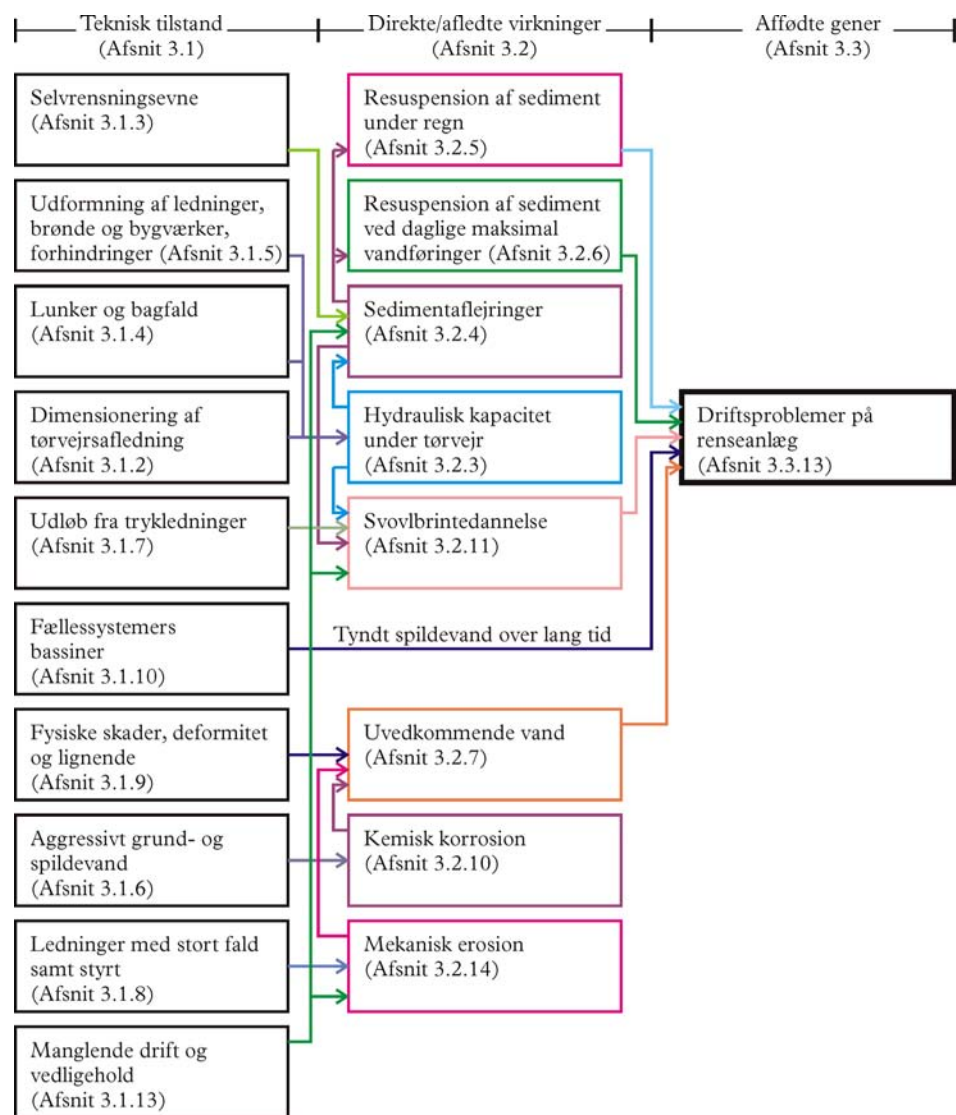 Teknisk tilstand
(Afsnit 3.1)
Direkte/afledte virkninger
(Afsnit 3.2)
Affødte gener
(Afsnit 3.3)
Selvrensningsevne
(Afsnit 3.1.3)
Udformning af ledninger,
brønde og bygværker,
forhindringer (Afsnit 3.1.5)
Lunker og bagfald
(Afsnit 3.1.4)
Dimensionering af
tørvejrsafledning
(Afsnit 3.1.2)
Udløb fra trykledninger
(Afsnit 3.1.7)
Fællessystemers
bassiner
(Afsnit 3.1.10)
Fysiske skader, deformitet
og lignende
(Afsnit 3.1.9)
Aggressivt grund- og
spildevand
(Afsnit 3.1.6)
Ledninger med stort fald
samt styrt
(Afsnit 3.1.8)
Manglende drift og
vedligehold
(Afsnit 3.1.13)
Resuspension af sediment
under regn
(Afsnit 3.2.5)
Resuspension af sediment
ved daglige maksimal
vandføringer (Afsnit 3.2.6)
Sedimentaflejringer
(Afsnit 3.2.4)
Hydraulisk kapacitet
under tørvejr
(Afsnit 3.2.3)
Svovlbrintedannelse
(Afsnit 3.2.11)
Tyndt spildevand over lang tid
Uvedkommende vand
(Afsnit 3.2.7)
Kemisk korrosion
(Afsnit 3.2.10)
Mekanisk erosion
(Afsnit 3.2.14)
Driftsproblemer på
renseanlæg
(Afsnit 3.3.13)